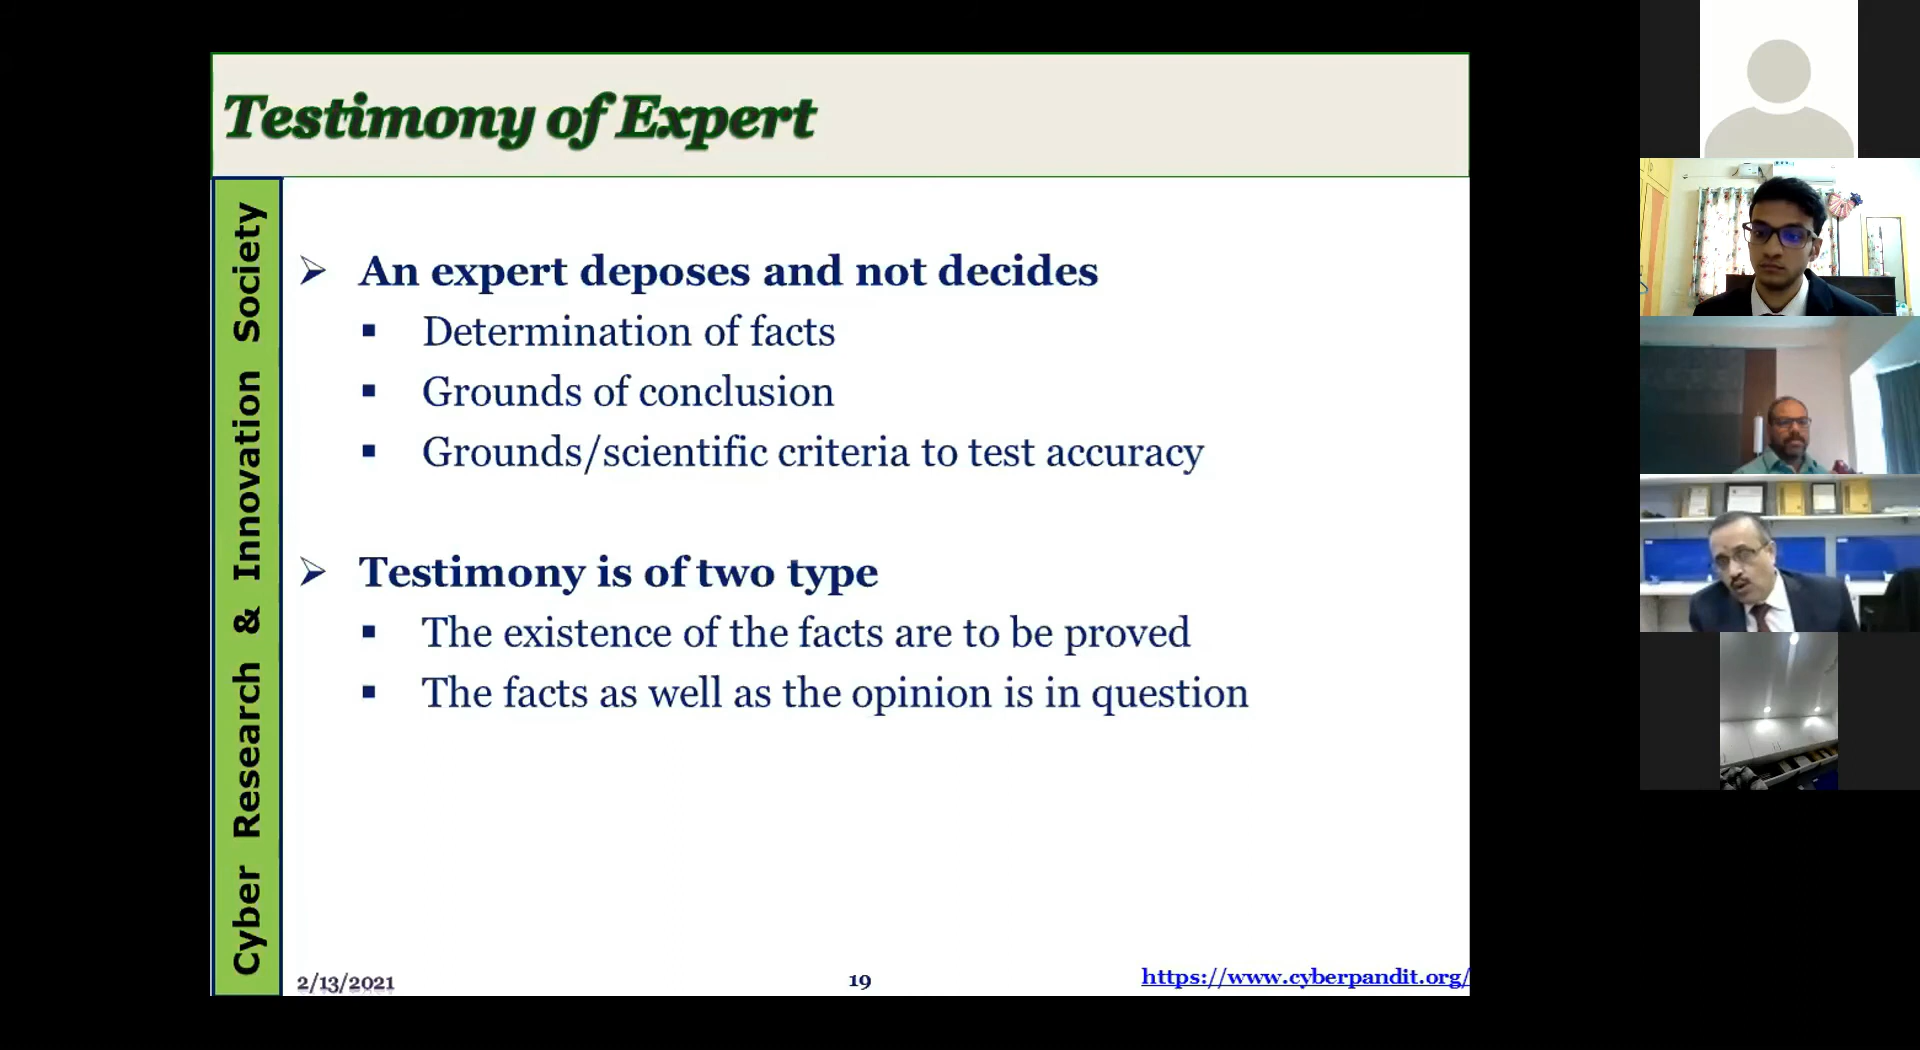 Testimony of Expert
Cyber Research & Innovation Society
An expert deposes and not decides
Determination of facts
Grounds of conclusion
Grounds/scientific criteria to test accuracy
Testimony is of two type
The existence of the facts are to be proved
The facts as well as the opinion is in question
2/13/2021
19
https://www.cyberpandit.org/